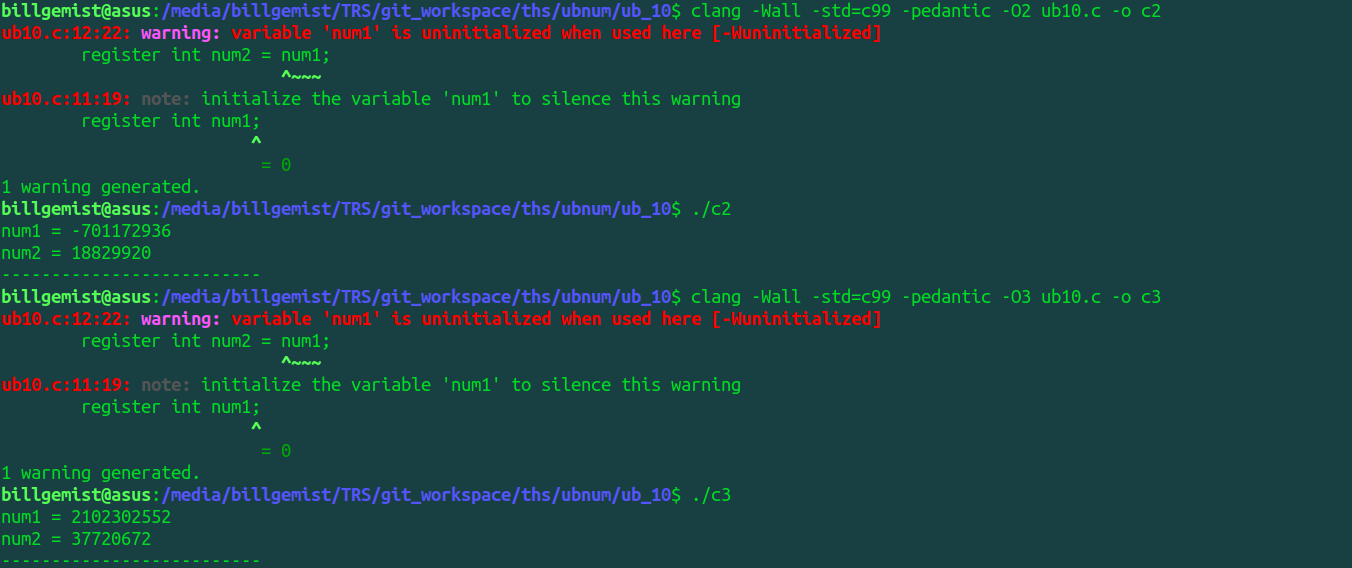 billgemist@asus:/media/billgemist/TRS/git_workspace/ths/ubnum/ub_10$ clang -Wall -std=c99 -pedantic -O2 ub10.c -o c2
ub10.c:12:22: warning: variable 'num1' is uninitialized when used here [-Wuninitialized]
        register int num2 = num1;
                            ^~~~
ub10.c:11:19: note: initialize the variable 'num1' to silence this warning
        register int num1;
                         ^
                          = 0
1 warning generated.
billgemist@asus:/media/billgemist/TRS/git_workspace/ths/ubnum/ub_10$ ./c2
num1 = -701172936
num2 = 18829920
--------------------------
billgemist@asus:/media/billgemist/TRS/git_workspace/ths/ubnum/ub_10$ clang -Wall -std=c99 -pedantic -O3 ub10.c -o c3
ub10.c:12:22: warning: variable 'num1' is uninitialized when used here [-Wuninitialized]
        register int num2 = num1;
                            ^~~~
ub10.c:11:19: note: initialize the variable 'num1' to silence this warning
        register int num1;
                         ^
                          = 0
1 warning generated.
billgemist@asus:/media/billgemist/TRS/git_workspace/ths/ubnum/ub_10$ ./c3
num1 = 2102302552
num2 = 37720672
--------------------------